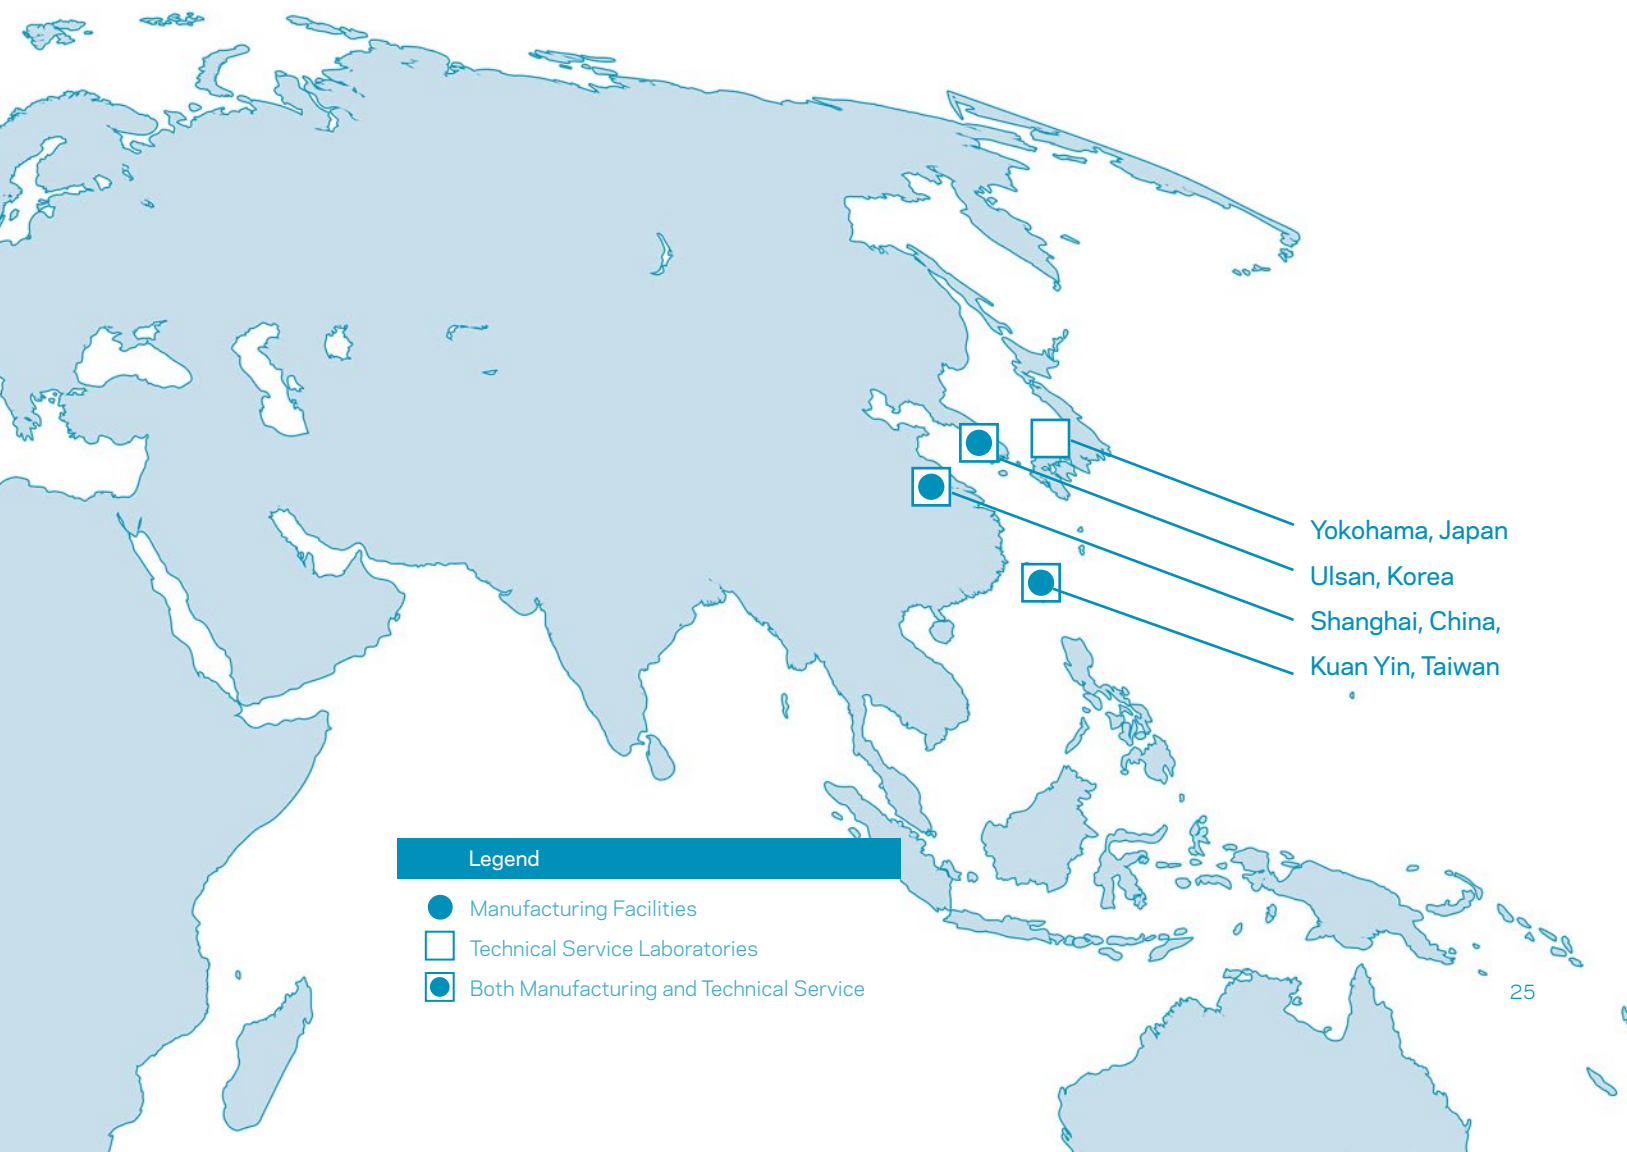 Yokohama, Japan
Ulsan, Korea
Shanghai, China,
Kuan Yin, Taiwan
Legend
Manufacturing Facilities
Technical Service Laboratories
Both Manufacturing and Technical Service
25